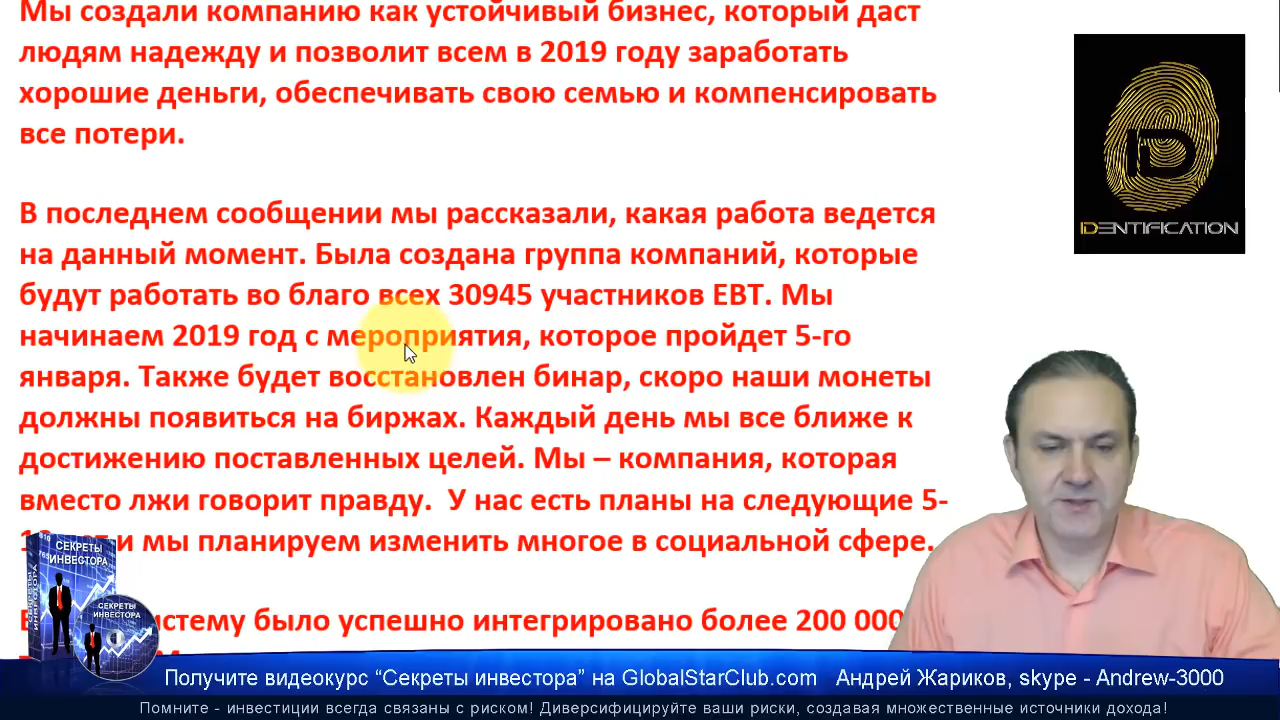 Мы создали компанию как устойчивый бизнес, который даст
людям надежду и позволит всем в 2019 году заработать
хорошие деньги, обеспечивать свою семью и компенсировать
все потери.
В последнем сообщении мы рассказали, какая работа ведется
на данный момент. Была создана группа компаний, которые
будут работать во благо всех 30945 участников ЕВТ. Мы
начинаем 2019 год с мероприятия, которое пройдет 5-го
января. Также будет восстановлен бинар, скоро наши монеты
должны появиться на биржах. Каждый день мы все ближе к
достижению поставленных целей. Мы – компания, которая
вместо лжи говорит правду. У нас есть планы на следующие 5-
и мы планируем изменить многое в социальной сфере.
было успешно интегрировано более 200 000
ID
IDENTIFICATION
СЕКРЕТЫ
ИНВЕСТОРА
СЕКРЕТЫ
ИНВЕСТОРА
СЕКРЕТЫ
ИНВЕСТОРА
Получите видеокурс “Секреты инвестора” на GlobalStarClub.com Андрей Жариков, skype - Andrew-3000
Помните - инвестиции всегда связаны с риском! Диверсифицируйте ваши риски, создавая множественные источники дохода!